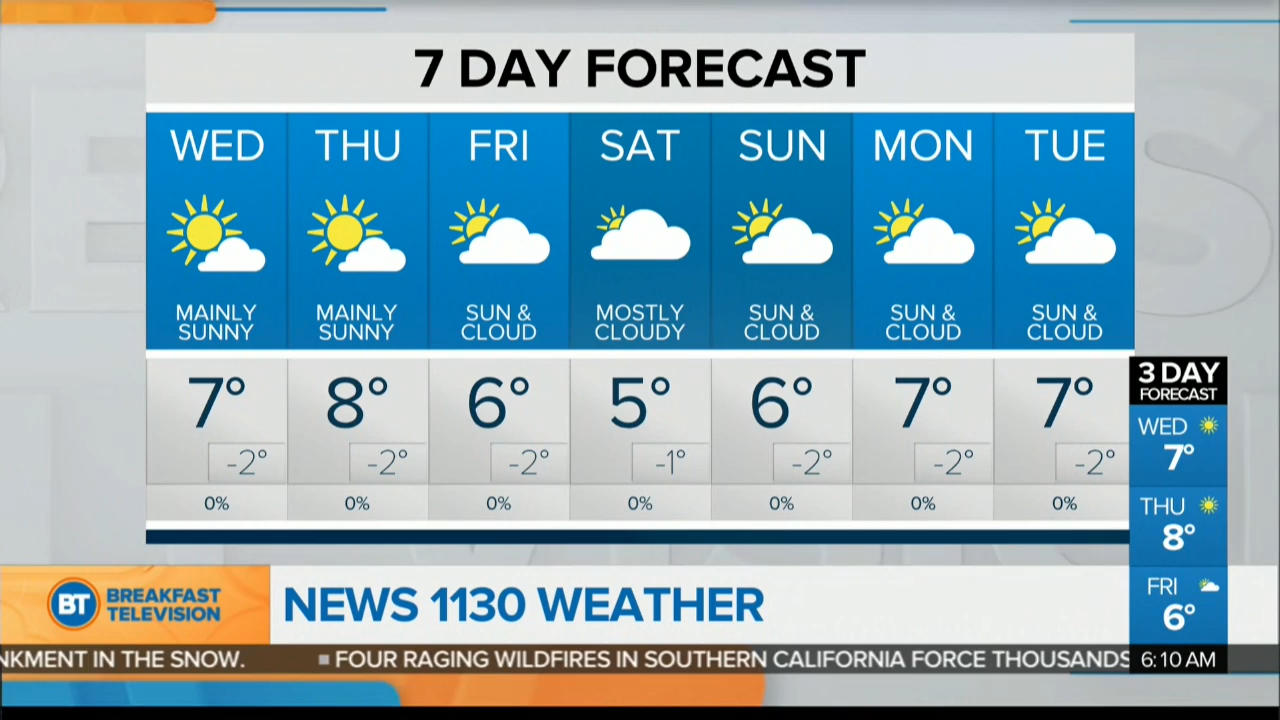 7 DAY FORECAST
WED THU FRI SAT SUN MON TUE
MAINLY SUNNY MAINLY SUNNY SUN & CLOUD MOSTLY CLOUDY SUN & CLOUD SUN & CLOUD SUN & CLOUD
7° 8° 6° 5° 6° 7° 7°
-2° -2° -2° -1° -2° -2° -2°
0% 0% 0% 0% 0% 0% 0%
3 DAY
FORECAST
WED
7°
THU
8°
FRI
6°
BT BREAKFAST
TELEVISION
NEWS 1130 WEATHER
NKMENT IN THE SNOW. ■ FOUR RAGING WILDFIRES IN SOUTHERN CALIFORNIA FORCE THOUSANDS
6:10 AM